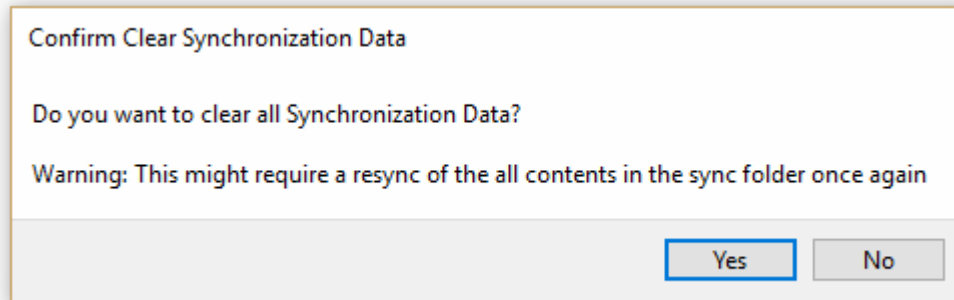 Confirm Clear Synchronization Data
Do you want to clear all Synchronization Data?
Warning: This might require a resync of the all contents in the sync folder once again
Yes No